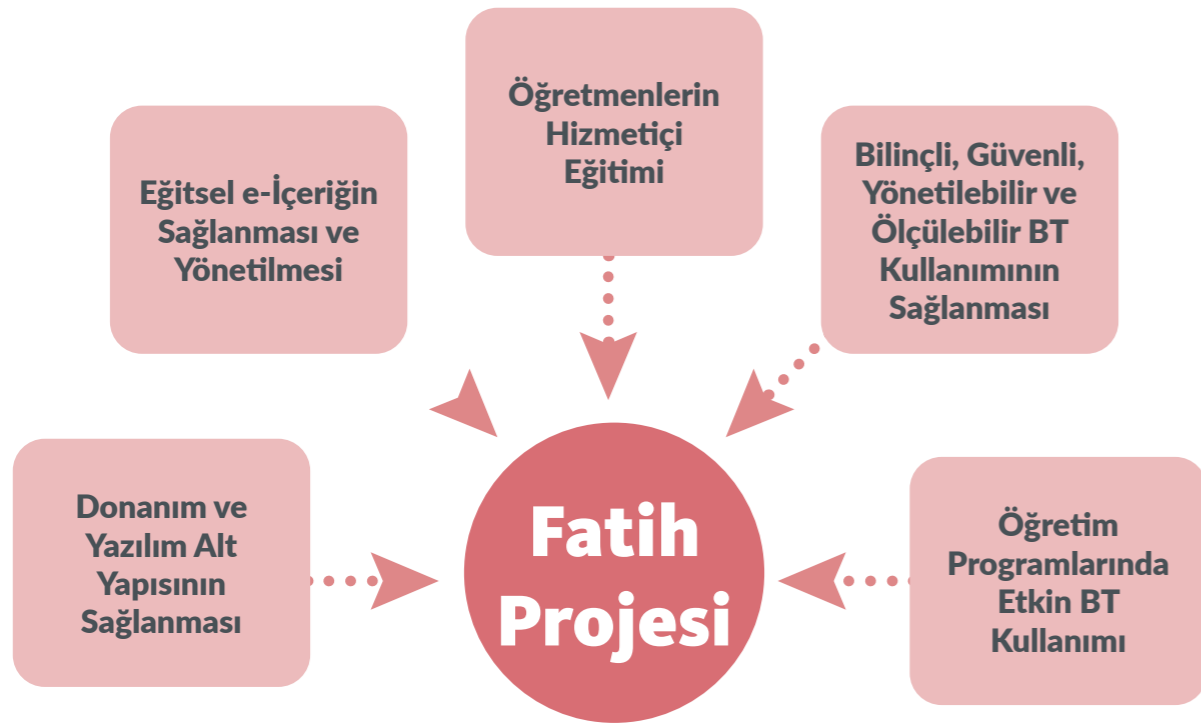 Öğretmenlerin
Hizmetiçi
Eğitimi
Eğitsel e-İçeriğin
Sağlanması ve
Yönetilmesi
Bilinçli, Güvenli,
Yönetilebilir ve
Ölçülebilir BT
Kullanımının
Sağlanması
Donanım ve
Yazılım Alt
Yapısının
Sağlanması
Fatih
Projesi
Öğretim
Programlarında
Etkin BT
Kullanımı